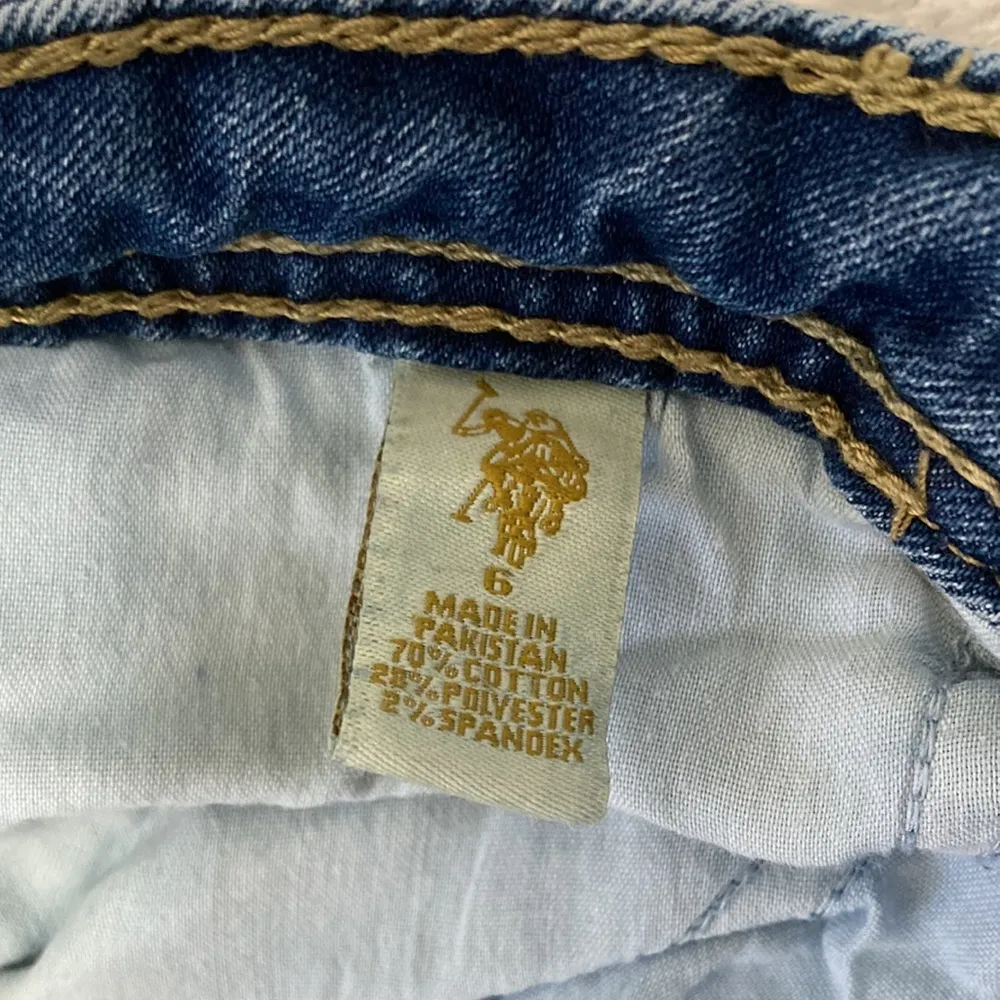 6
MADE IN
PAKISTAN
70% COTTON
28% POLYESTER
2% SPANDEX